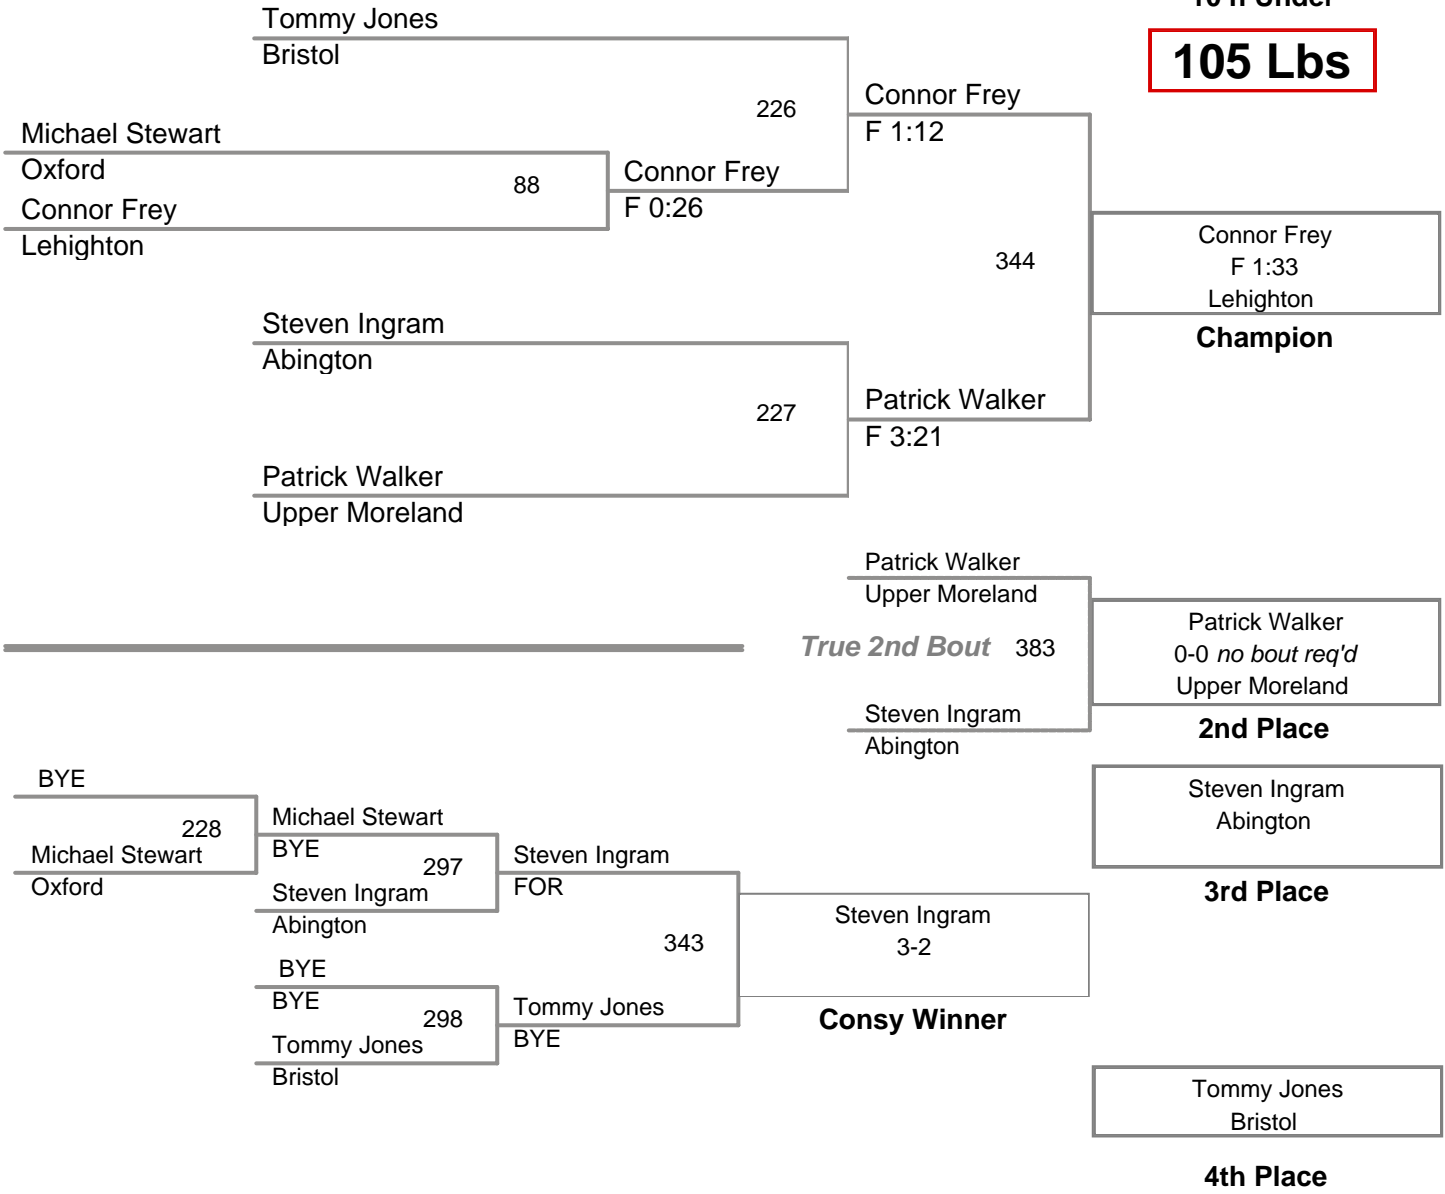 10 n Under
105 Lbs
Tommy Jones
Bristol
226
Connor Frey
F 1:12
Michael Stewart
Oxford
88
Connor Frey
F 0:26
Connor Frey
Lehighton
344
Connor Frey
F 1:33
Lehighton
Champion
Steven Ingram
Abington
227
Patrick Walker
F 3:21
Patrick Walker
Upper Moreland
Patrick Walker
Upper Moreland
True 2nd Bout 383
Steven Ingram
Abington
Patrick Walker
0-0 no bout req'd
Upper Moreland
2nd Place
Steven Ingram
Abington
3rd Place
BYE
228
Michael Stewart
Oxford
Michael Stewart
BYE
297
Steven Ingram
Abington
Steven Ingram
FOR
343
BYE
BYE
298
Tommy Jones
Bristol
Tommy Jones
BYE
Steven Ingram
3-2
Consy Winner
Tommy Jones
Bristol
4th Place